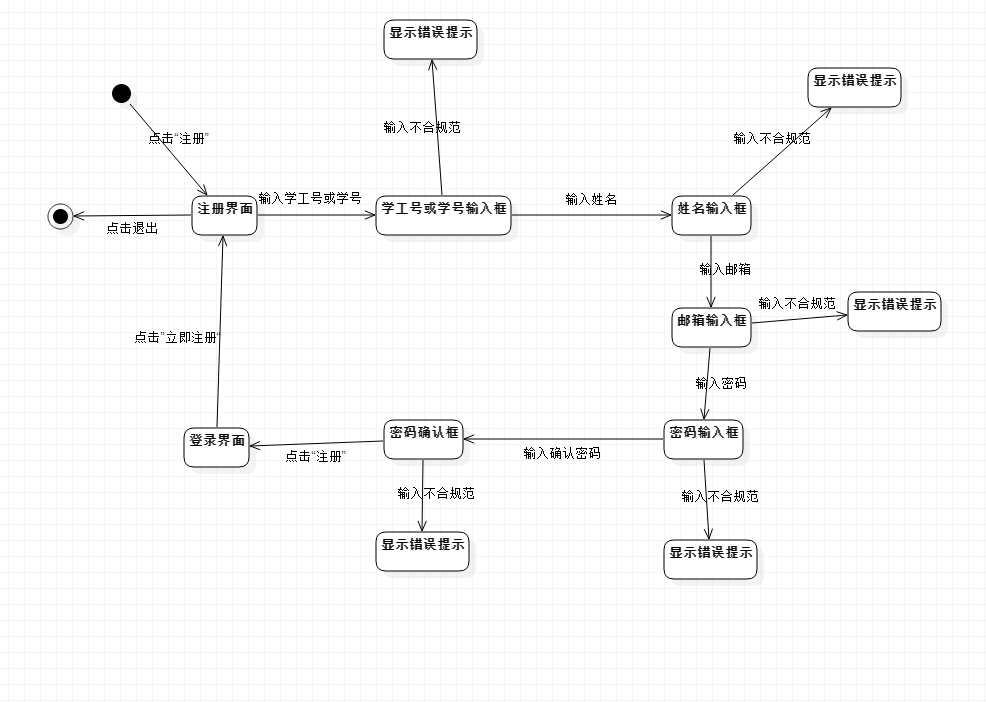 显示错误提示
显示错误提示
输入不合规范
点击“注册”
输入不合规范
注册界面
输入学工号或学号
学工号或学号输入框
输入姓名
姓名输入框
点击退出
输入邮箱
邮箱输入框
输入不合规范
显示错误提示
点击”立即注册“
输入密码
登录界面
点击“注册”
密码确认框
输入确认密码
密码输入框
输入不合规范
输入不合规范
显示错误提示
显示错误提示